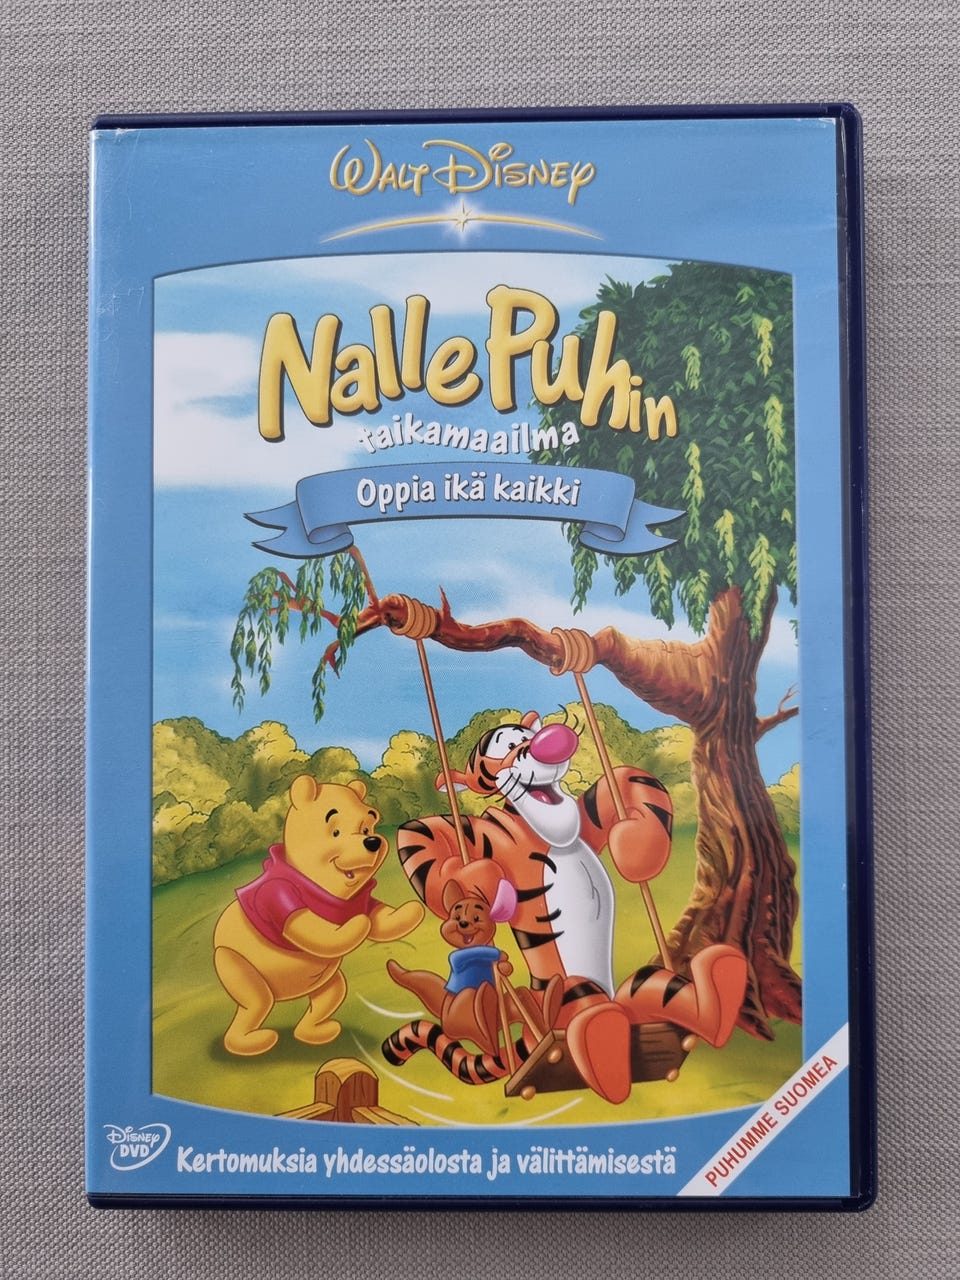 WALT DISNEY
Nalle Puhin
taikamaailma
Oppia ikä kaikki
DISNEY
DVD
Kertomuksia yhdessäolosta ja välittämisestä
PUHUMME SUOMEA